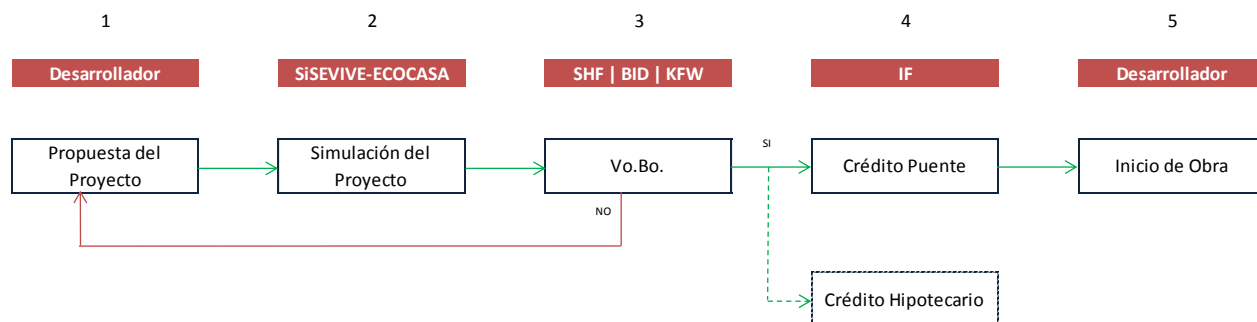 1 2 3 4 5
Desarrollador SiSEVIVE-ECOCASA SHF | BID | KFW IF Desarrollador
Propuesta del
Proyecto
Simulación del
Proyecto
Vo.Bo.
SI
Crédito Puente
Inicio de Obra
NO
Crédito Hipotecario